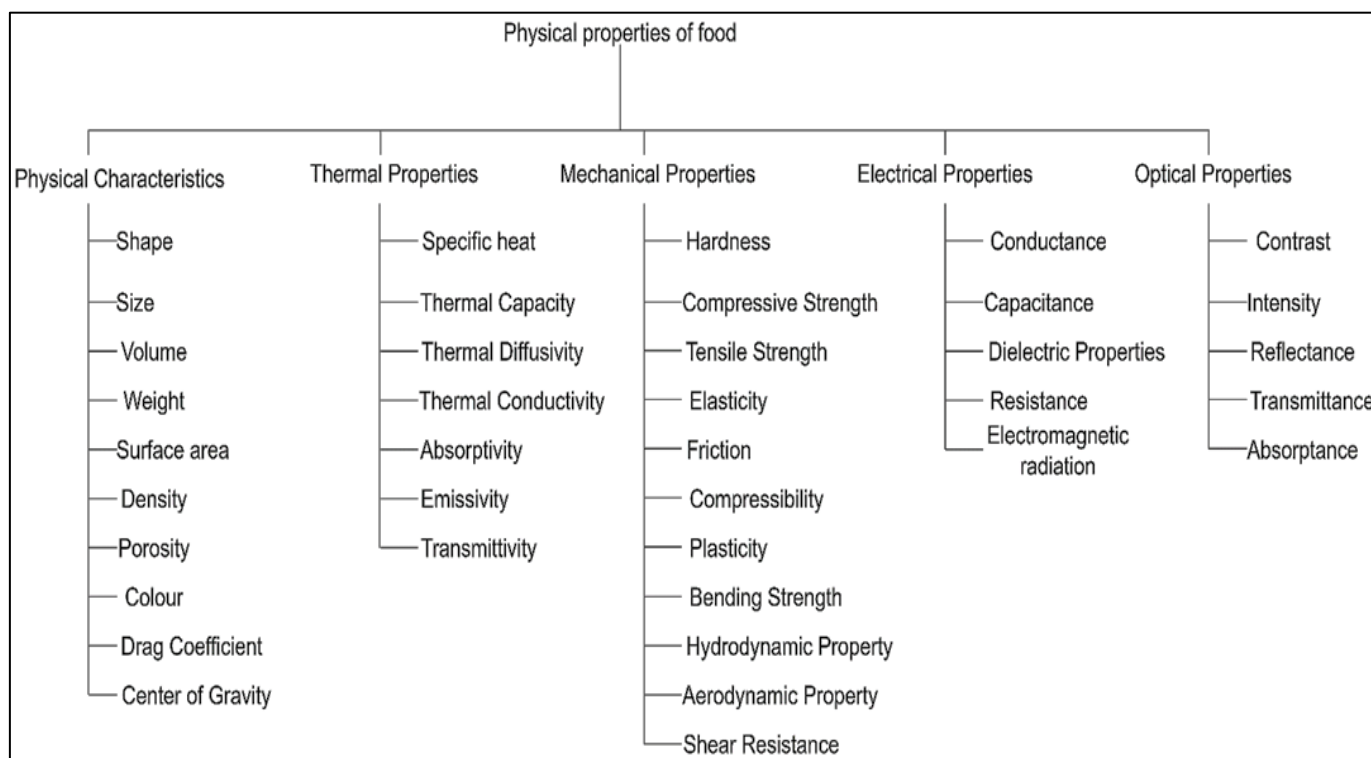 Physical properties of food
Physical Characteristics
Shape
Size
Volume
Weight
Surface area
Density
Porosity
Colour
Drag Coefficient
Center of Gravity
Thermal Properties
Specific heat
Thermal Capacity
Thermal Diffusivity
Thermal Conductivity
Absorptivity
Emissivity
Transmittivity
Mechanical Properties
Hardness
Compressive Strength
Tensile Strength
Elasticity
Friction
Compressibility
Plasticity
Bending Strength
Hydrodynamic Property
Aerodynamic Property
Shear Resistance
Electrical Properties
Conductance
Capacitance
Dielectric Properties
Resistance
Electromagnetic
radiation
Optical Properties
Contrast
Intensity
Reflectance
Transmittance
Absorptance